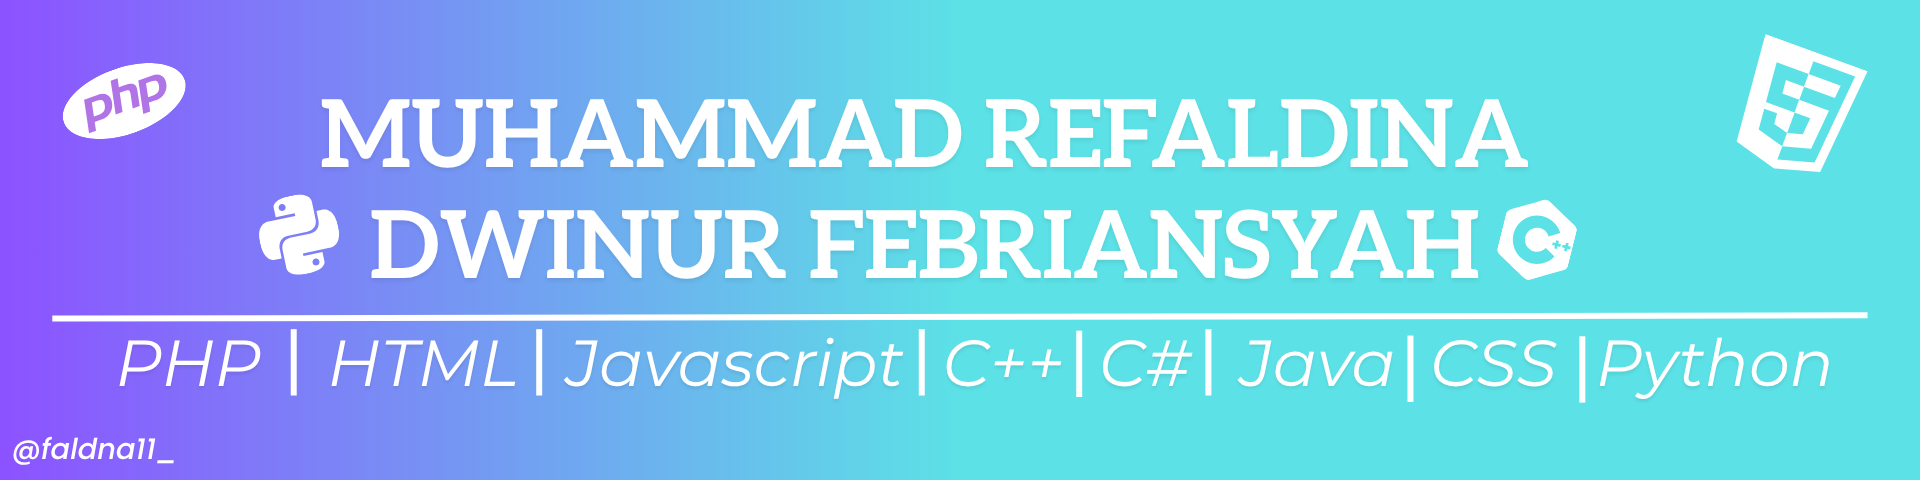 php
MUHAMMAD REFALDINA
DWINUR FEBRIANSYAH
C++
PHP | HTML | Javascript | C++ | C# | Java | CSS | Python
@faldna11_